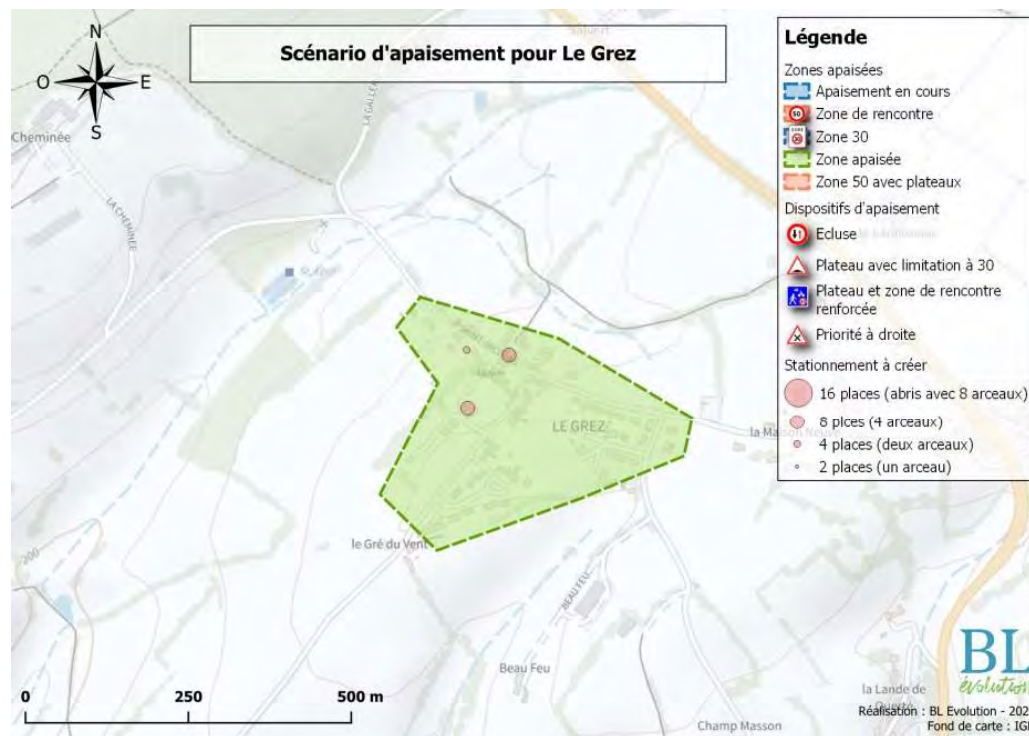 Scénario d'apaisement pour Le Grez
N
O
E
S
Cheminée
LA CHEMINÉE
LE GREZ
la Maison Neuve
le Gré du Vent
200
BEAU FEU
Beau Feu
la Lande de
Champ Masson
0 250 500 m
Légende
Zones apaisées
Apaisement en cours
Zone de rencontre
Zone 30
Zone apaisée
Zone 50 avec plateaux
Dispositifs d'apaisement
Ecluse
Plateau avec limitation à 30
Plateau et zone de rencontre
renforcée
Priorité à droite
Stationnement à créer
16 places (abris avec 8 arceaux)
8 plces (4 arceaux)
4 places (deux arceaux)
2 places (un arceau)
BL
évolution
Réalisation : BL Evolution - 202
Fond de carte : IG